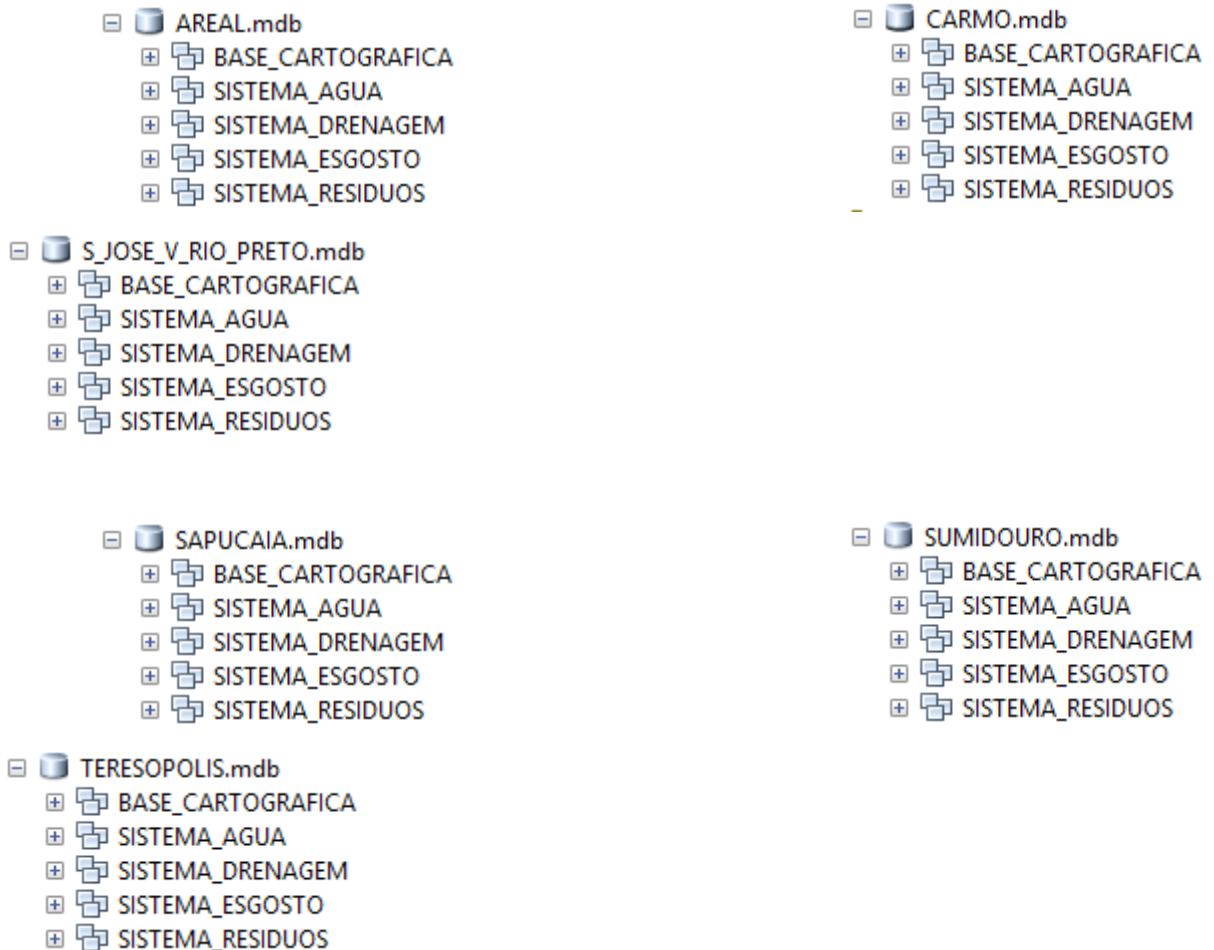 AREAL.mdb
BASE_CARTOGRAFICA
SISTEMA_AGUA
SISTEMA_DRENAGEM
SISTEMA_ESGOSTO
SISTEMA_RESIDUOS
CARMO.mdb
BASE_CARTOGRAFICA
SISTEMA_AGUA
SISTEMA_DRENAGEM
SISTEMA_ESGOSTO
SISTEMA_RESIDUOS
S_JOSE_V_RIO_PRETO.mdb
BASE_CARTOGRAFICA
SISTEMA_AGUA
SISTEMA_DRENAGEM
SISTEMA_ESGOSTO
SISTEMA_RESIDUOS
SAPUCAIA.mdb
BASE_CARTOGRAFICA
SISTEMA_AGUA
SISTEMA_DRENAGEM
SISTEMA_ESGOSTO
SISTEMA_RESIDUOS
SUMIDOURO.mdb
BASE_CARTOGRAFICA
SISTEMA_AGUA
SISTEMA_DRENAGEM
SISTEMA_ESGOSTO
SISTEMA_RESIDUOS
TERESOPOLIS.mdb
BASE_CARTOGRAFICA
SISTEMA_AGUA
SISTEMA_DRENAGEM
SISTEMA_ESGOSTO
SISTEMA_RESIDUOS